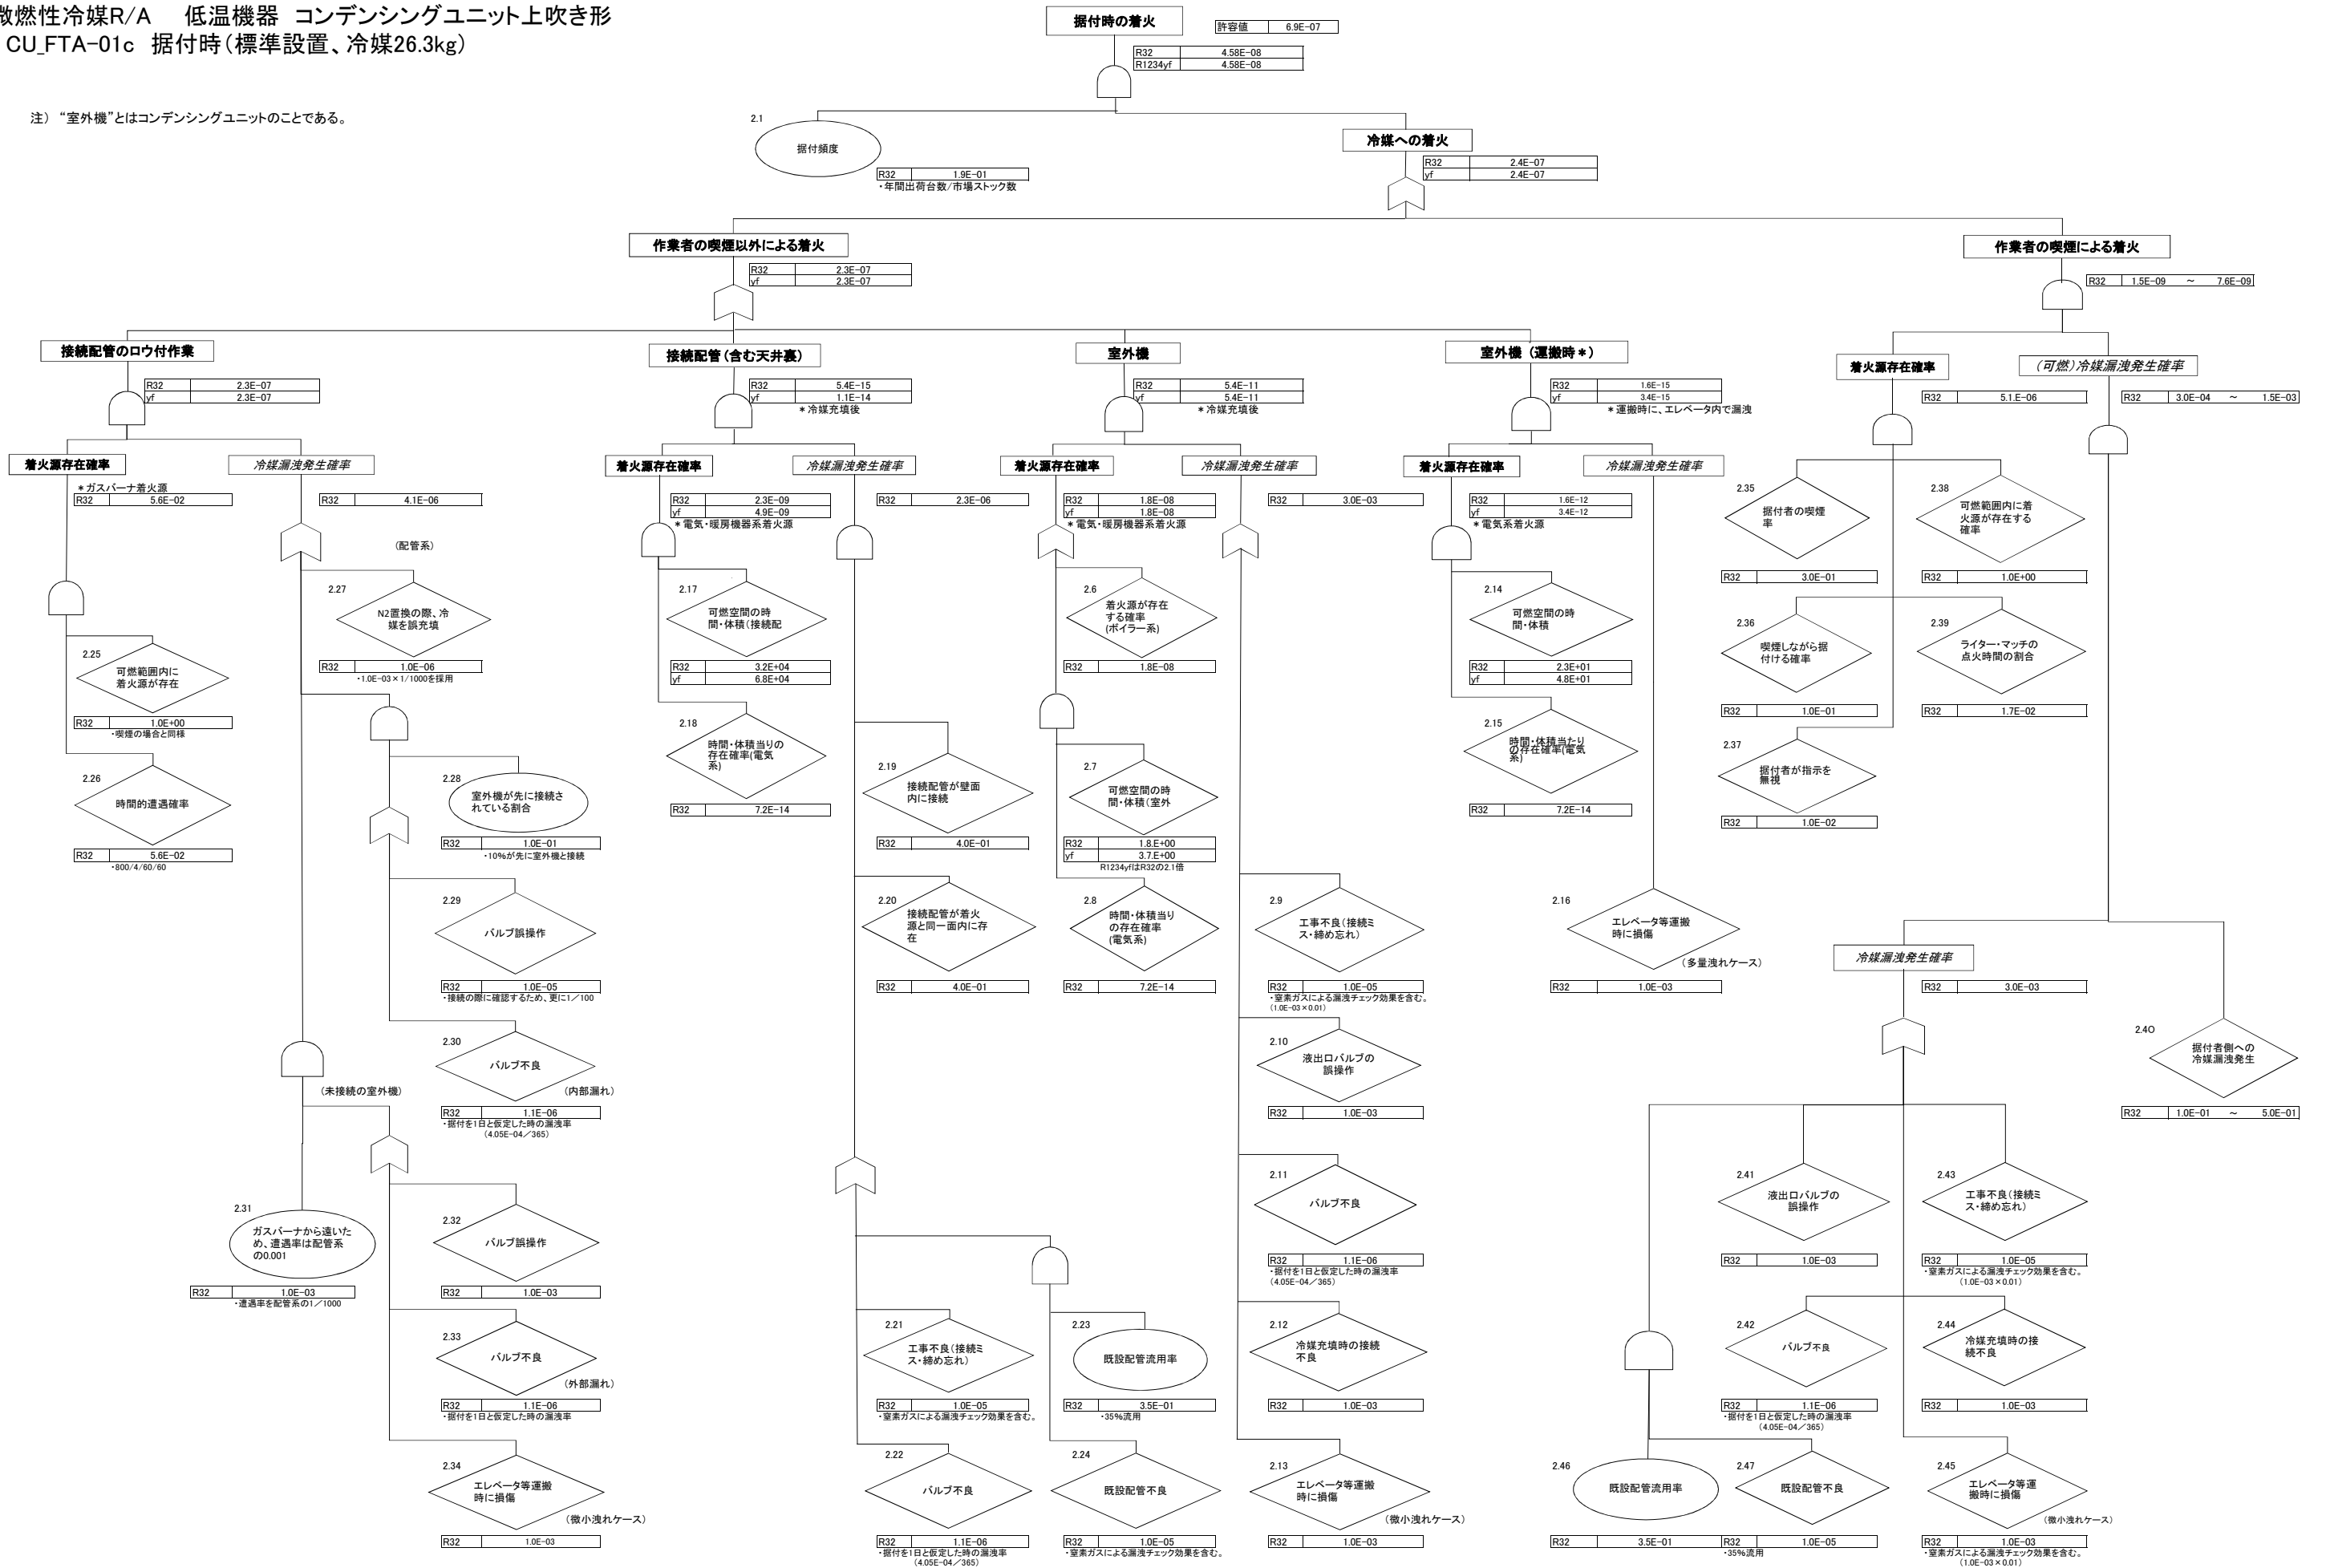 微燃性冷媒R/A　低温機器　コンデンシングユニット上吹き形
CU_FTA-01c　据付時(標準設置、冷媒26.3kg)
注）“室外機”とはコンデンシングユニットのことである。
据付時の着火
許容値 6.9E-07
R32 4.58E-08
R1234yf 4.58E-08
2.1
据付頻度
R32 1.9E-01
・年間出荷台数/市場ストック数
冷媒への着火
R32 2.4E-07
yf 2.4E-07
作業者の喫煙以外による着火
R32 2.3E-07
yf 2.3E-07
作業者の喫煙による着火
R32 1.5E-09 ～ 7.6E-09
接続配管のロウ付作業
R32 2.3E-07
yf 2.3E-07
接続配管(含む天井裏)
R32 5.4E-15
yf 1.1E-14
＊冷媒充填後
室外機
R32 5.4E-11
yf 5.4E-11
＊冷媒充填後
室外機（運搬時＊）
R32 1.6E-15
yf 3.4E-15
＊運搬時に、エレベータ内で漏洩
着火源存在確率
R32 5.1.E-06
(可燃)冷媒漏洩発生確率
R32 3.0E-04 ～ 1.5E-03
着火源存在確率
＊ガスバーナ着火源
R32 5.6E-02
冷媒漏洩発生確率
R32 4.1E-06
(配管系)
着火源存在確率
R32 2.3E-09
yf 4.9E-09
＊電気・暖房機器系着火源
冷媒漏洩発生確率
R32 2.3E-06
着火源存在確率
R32 1.8E-08
yf 1.8E-08
＊電気・暖房機器系着火源
冷媒漏洩発生確率
R32 3.0E-03
着火源存在確率
R32 1.6E-12
yf 3.4E-12
＊電気系着火源
冷媒漏洩発生確率
2.25
可燃範囲内に
着火源が存在
R32 1.0E+00
・喫煙の場合と同様
2.26
時間的遭遇確率
R32 5.6E-02
・800/4/60/60
2.27
N2置換の際、冷
媒を誤充填
R32 1.0E-06
・1.0E-03×1/1000を採用
2.28
室外機が先に接続さ
れている割合
R32 1.0E-01
・10%が先に室外機と接続
2.29
バルブ誤操作
R32 1.0E-05
・接続の際に確認するため、更に1／100
2.30
バルブ不良
(内部漏れ)
R32 1.1E-06
・据付を1日と仮定した時の漏洩率
(4.05E-04／365)
(未接続の室外機)
2.31
ガスバーナから遠いた
め、遭遇率は配管系
の0.001
R32 1.0E-03
・遭遇率を配管系の1／1000
2.32
バルブ誤操作
R32 1.0E-03
2.33
バルブ不良
(外部漏れ)
R32 1.1E-06
・据付を1日と仮定した時の漏洩率
2.34
エレベータ等運搬
時に損傷
(微小洩れケース)
R32 1.0E-03
2.17
可燃空間の時
間・体積(接続配
R32 3.2E+04
yf 6.8E+04
2.18
時間・体積当りの
存在確率(電気
系)
R32 7.2E-14
2.19
接続配管が壁面
内に接続
R32 4.0E-01
2.20
接続配管が着火
源と同一面内に存
在
R32 4.0E-01
2.21
工事不良(接続ミ
ス・締め忘れ)
R32 1.0E-05
・窒素ガスによる漏洩チェック効果を含む。
2.22
バルブ不良
R32 1.1E-06
・据付を1日と仮定した時の漏洩率
(4.05E-04／365)
2.23
既設配管流用率
R32 3.5E-01
・35%流用
2.24
既設配管不良
R32 1.0E-05
・窒素ガスによる漏洩チェック効果を含む。
2.6
着火源が存在
する確率
(ボイラー系)
R32 1.8E-08
2.7
可燃空間の時
間・体積(室外
R32 1.8.E+00
yf 3.7.E+00
R1234yfはR32の2.1倍
2.8
時間・体積当り
の存在確率
(電気系)
R32 7.2E-14
2.9
工事不良(接続ミ
ス・締め忘れ)
R32 1.0E-05
・窒素ガスによる漏洩チェック効果を含む。
(1.0E-03×0.01)
2.10
液出口バルブの
誤操作
R32 1.0E-03
2.11
バルブ不良
R32 1.1E-06
・据付を1日と仮定した時の漏洩率
(4.05E-04／365)
2.12
冷媒充填時の接続
不良
R32 1.0E-03
2.13
エレベータ等運搬
時に損傷
(微小洩れケース)
R32 1.0E-03
2.14
可燃空間の時
間・体積
R32 2.3E+01
yf 4.8E+01
2.15
時間・体積当たり
の存在確率(電気
系)
R32 7.2E-14
2.16
エレベータ等運搬
時に損傷
(多量洩れケース)
R32 1.0E-03
2.35
据付者の喫煙
率
R32 3.0E-01
2.38
可燃範囲内に着
火源が存在する
確率
R32 1.0E+00
2.36
喫煙しながら据
付ける確率
R32 1.0E-01
2.39
ライター・マッチの
点火時間の割合
R32 1.7E-02
2.37
据付者が指示を
無視
R32 1.0E-02
冷媒漏洩発生確率
R32 3.0E-03
2.40
据付者側への
冷媒漏洩発生
R32 1.0E-01 ～ 5.0E-01
2.41
液出口バルブの
誤操作
R32 1.0E-03
2.43
工事不良(接続ミ
ス・締め忘れ)
R32 1.0E-05
・窒素ガスによる漏洩チェック効果を含む。
(1.0E-03×0.01)
2.42
バルブ不良
R32 1.1E-06
・据付を1日と仮定した時の漏洩率
(4.05E-04／365)
2.44
冷媒充填時の接
続不良
R32 1.0E-03
2.46
既設配管流用率
R32 3.5E-01
・35%流用
2.47
既設配管不良
R32 1.0E-05
2.45
エレベータ等運
搬時に損傷
(微小洩れケース)
R32 1.0E-03
・窒素ガスによる漏洩チェック効果を含む。
(1.0E-03×0.01)